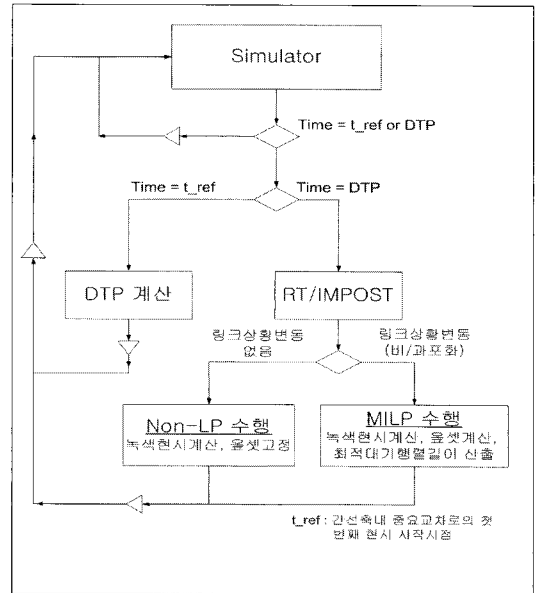 Simulator
Time = t_ref or DTP
Time = t_ref
Time = DTP
DTP 계산
RT/IMPOST
링크상황변동
없음
링크상황변동
(비/과포화)
Non-LP 수행
녹색현시계산, 옵셋고정
MILP 수행
녹색현시계산, 옵셋계산,
최적대기행렬길이 산출
t_ref : 간선축내 중요교차로의 첫
번째 현시 시작시점